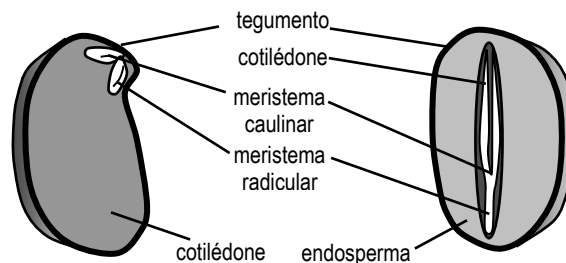 tegumento
cotilédone
meristema
caulinar
meristema
radicular
cotilédone
endosperma